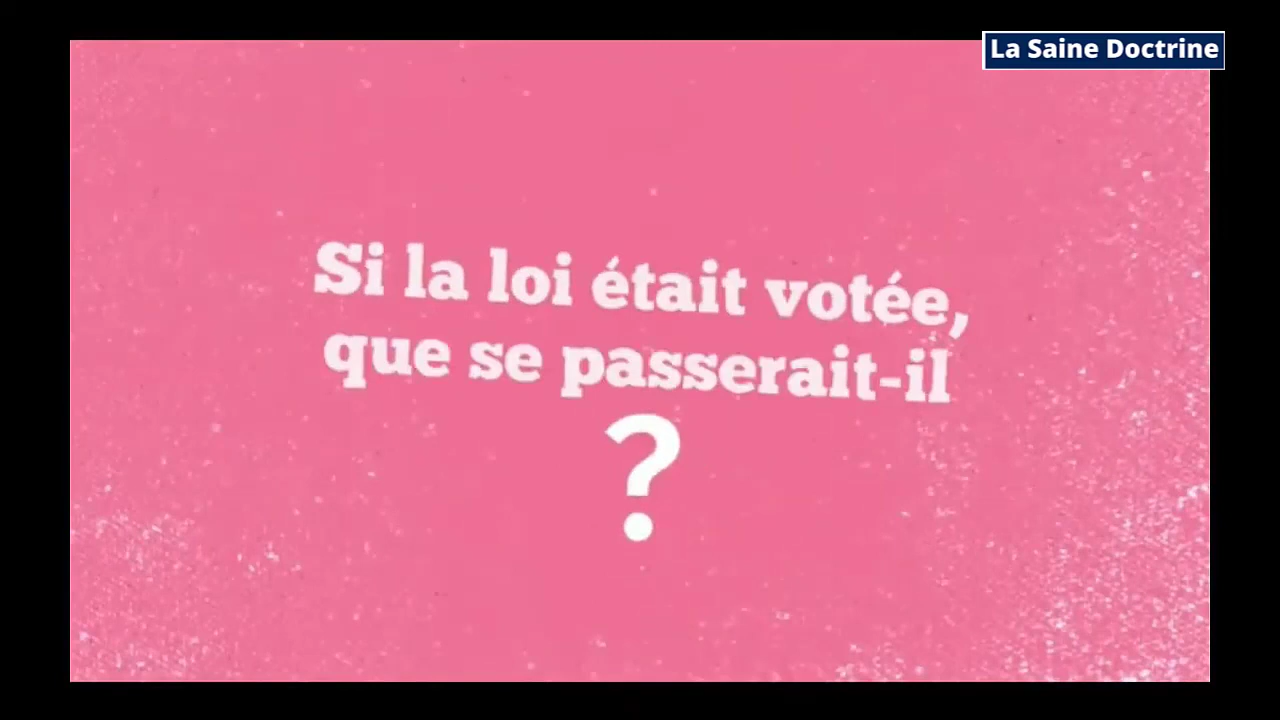 La Saine Doctrine
Si la loi était votée,
que se passerait-il
?